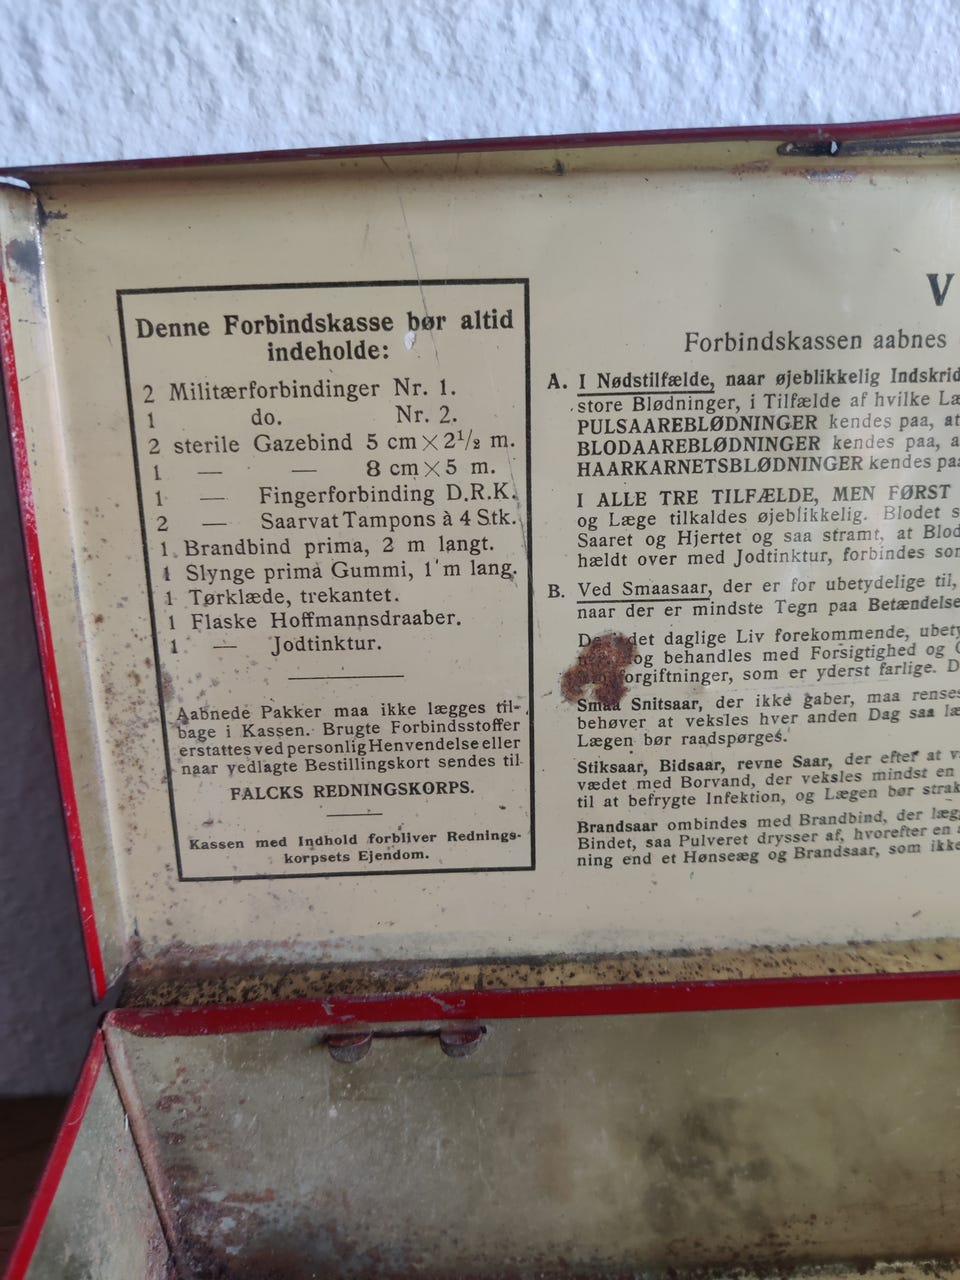 Denne Forbindskasse bør altid
indeholde:
2 Militærforbindinger Nr. 1.
1 do. Nr. 2.
2 sterile Gazebind 5 cm × 2½ m.
1 — — 8 cm × 5 m.
1 — Fingerforbinding D.R.K.
2 — Saarvat Tampons à 4 Stk.
1 Brandbind prima, 2 m langt.
1 Slynge prima Gummi, 1 m lang.
1 Tørklæde, trekantet.
1 Flaske Hoffmannsdraaber.
1 — Jodtinktur.
Aabnede Pakker maa ikke lægges til-
bage i Kassen. Brugte Forbindsstoffer
erstattes ved personlig Henvendelse eller
naar vedlagte Bestillingskort sendes til
FALCKS REDNINGSKORPS.
Kassen med Indhold forbliver Rednings-
korpsets Ejendom.
V
Forbindskassen aabnes
A. I Nødstilfælde, naar øjeblikkelig Indskrid
store Blødninger, i Tilfælde af hvilke Læ
PULSAAREBLØDNINGER kendes paa, at
BLODAAREBLØDNINGER kendes paa, a
HAARKARNETSBLØDNINGER kendes paa
I ALLE TRE TILFÆLDE, MEN FØRST
og Læge tilkaldes øjeblikkelig. Blodet s
Saaret og Hjertet og saa stramt, at Blod
hældt over med Jodtinktur, forbindes som
B. Ved Smaasaar, der er for ubetydelige til,
naar der er mindste Tegn paa Betændelse
det daglige Liv forekommende, ubety
og behandles med Forsigtighed og
forgiftninger, som er yderst farlige. D
Smaa Snitsaar, der ikke gaber, maa renses
behøver at veksles hver anden Dag saa læ
Lægen bør raadspørges.
Stiksaar, Bidsaar, revne Saar, der efter at v
vædet med Borvand, der veksles mindst en
til at befrygte Infektion, og Lægen bør strak
Brandsaar ombindes med Brandbind, der læg
Bindet, saa Pulveret drysser af, hvorefter en
ning end et Hønseæg og Brandsaar, som ikke